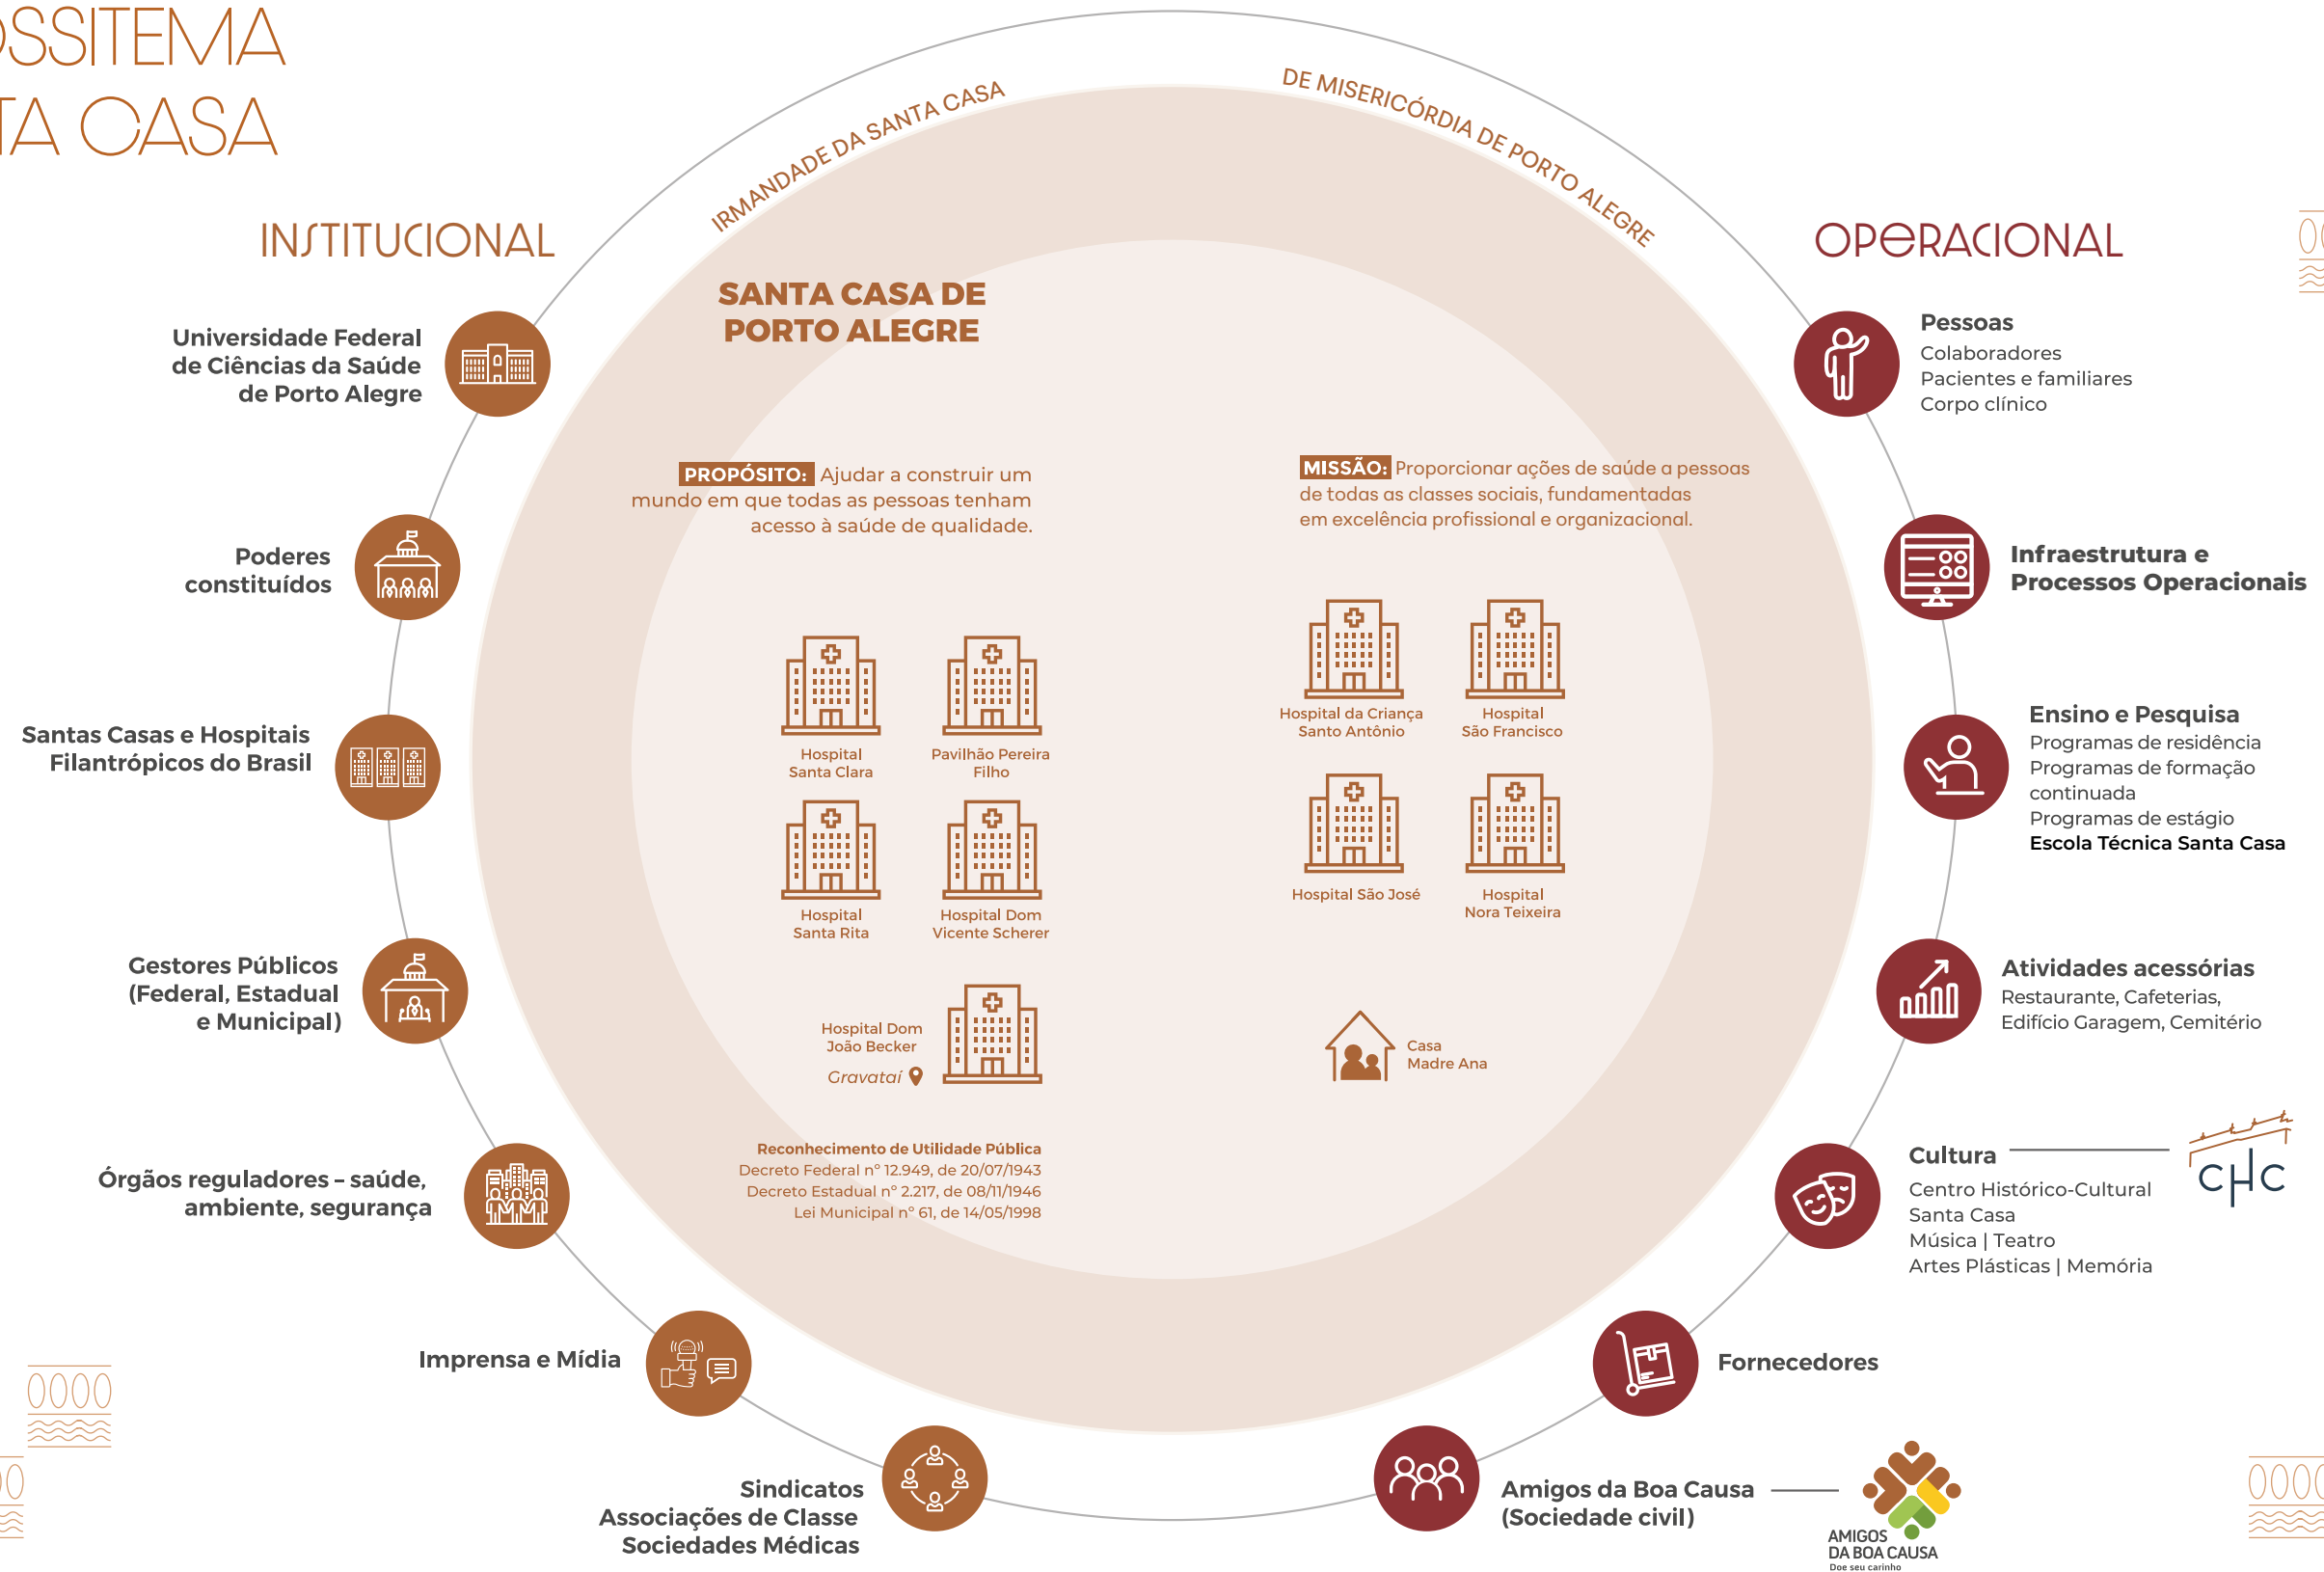 OSSITEMA
TA CASA
IRMANDADE DA SANTA CASA
DE MISERICÓRDIA DE PORTO ALEGRE
INSTITUCIONAL
Universidade Federal
de Ciências da Saúde
de Porto Alegre
Poderes
constituídos
Santas Casas e Hospitais
Filantrópicos do Brasil
Gestores Públicos
(Federal, Estadual
e Municipal)
Órgãos reguladores – saúde,
ambiente, segurança
Imprensa e Mídia
Sindicatos
Associações de Classe
Sociedades Médicas
SANTA CASA DE
PORTO ALEGRE
PROPÓSITO: Ajudar a construir um
mundo em que todas as pessoas tenham
acesso à saúde de qualidade.
MISSÃO: Proporcionar ações de saúde a pessoas
de todas as classes sociais, fundamentadas
em excelência profissional e organizacional.
Hospital
Santa Clara
Pavilhão Pereira
Filho
Hospital
Santa Rita
Hospital Dom
Vicente Scherer
Hospital Dom
João Becker
Gravataí
Hospital da Criança
Santo Antônio
Hospital
São Francisco
Hospital São José
Hospital
Nora Teixeira
Casa
Madre Ana
Reconhecimento de Utilidade Pública
Decreto Federal nº 12.949, de 20/07/1943
Decreto Estadual nº 2.217, de 08/11/1946
Lei Municipal nº 61, de 14/05/1998
OPERACIONAL
Pessoas
Colaboradores
Pacientes e familiares
Corpo clínico
Infraestrutura e
Processos Operacionais
Ensino e Pesquisa
Programas de residência
Programas de formação
continuada
Programas de estágio
Escola Técnica Santa Casa
Atividades acessórias
Restaurante, Cafeterias,
Edifício Garagem, Cemitério
Cultura
Centro Histórico-Cultural
Santa Casa
Música | Teatro
Artes Plásticas | Memória
CHC
Fornecedores
Amigos da Boa Causa
(Sociedade civil)
AMIGOS
DA BOA CAUSA
Doe seu carinho